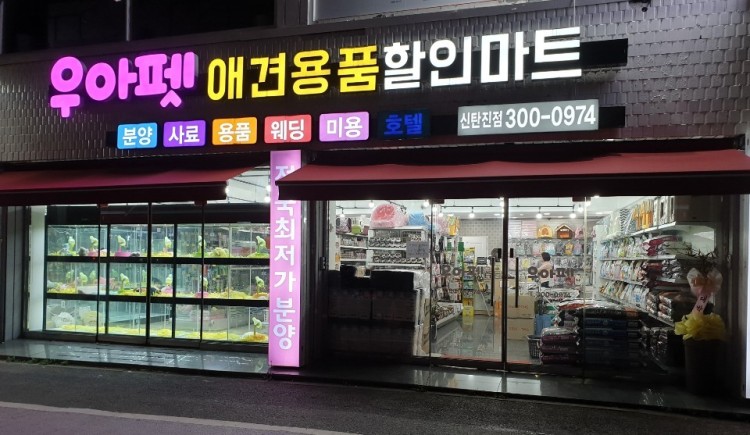 우아펫 애견용품할인마트
분양 사료 용품 웨딩 미용 호텔 신탄진점 300-0974
전국최저가분양
우아펫 우아펫
300-0974